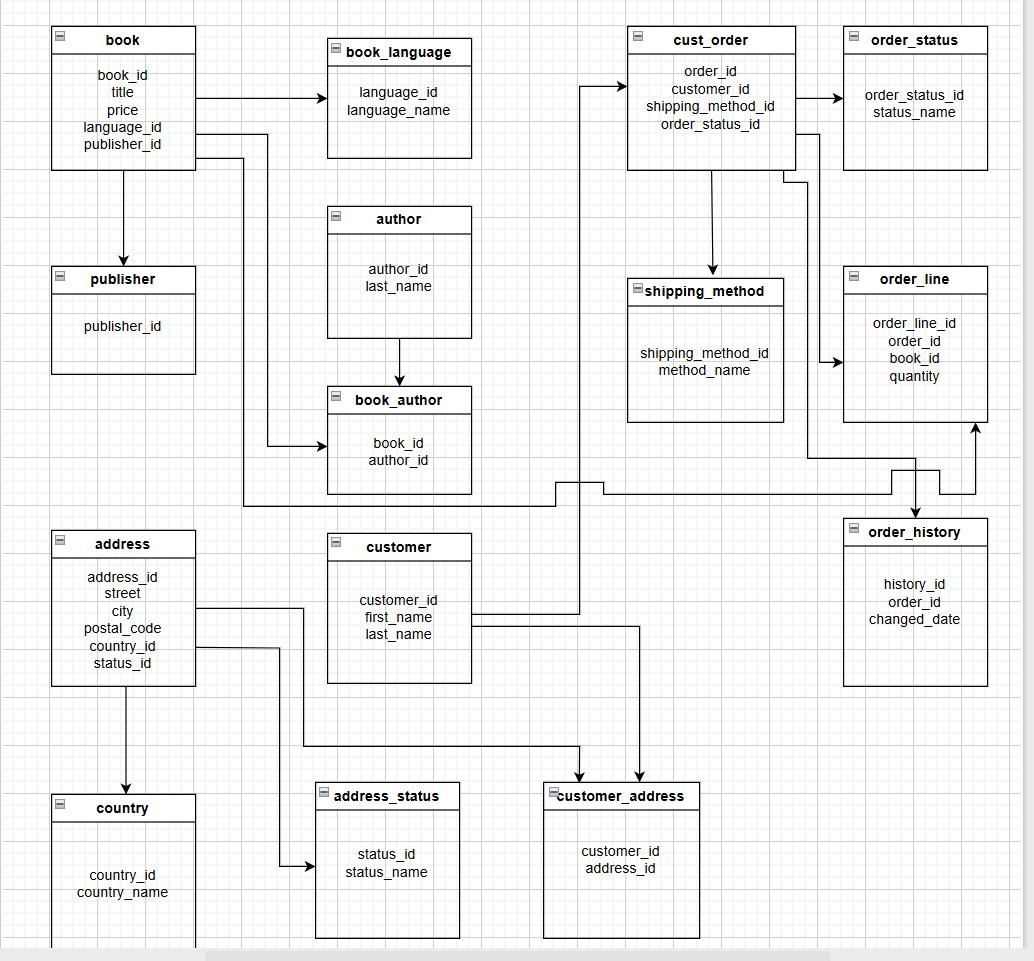 book
book_id
title
price
language_id
publisher_id
book_language
language_id
language_name
cust_order
order_id
customer_id
shipping_method_id
order_status_id
order_status
order_status_id
status_name
publisher
publisher_id
author
author_id
last_name
shipping_method
shipping_method_id
method_name
order_line
order_line_id
order_id
book_id
quantity
book_author
book_id
author_id
address
address_id
street
city
postal_code
country_id
status_id
customer
customer_id
first_name
last_name
order_history
history_id
order_id
changed_date
country
country_id
country_name
address_status
status_id
status_name
customer_address
customer_id
address_id